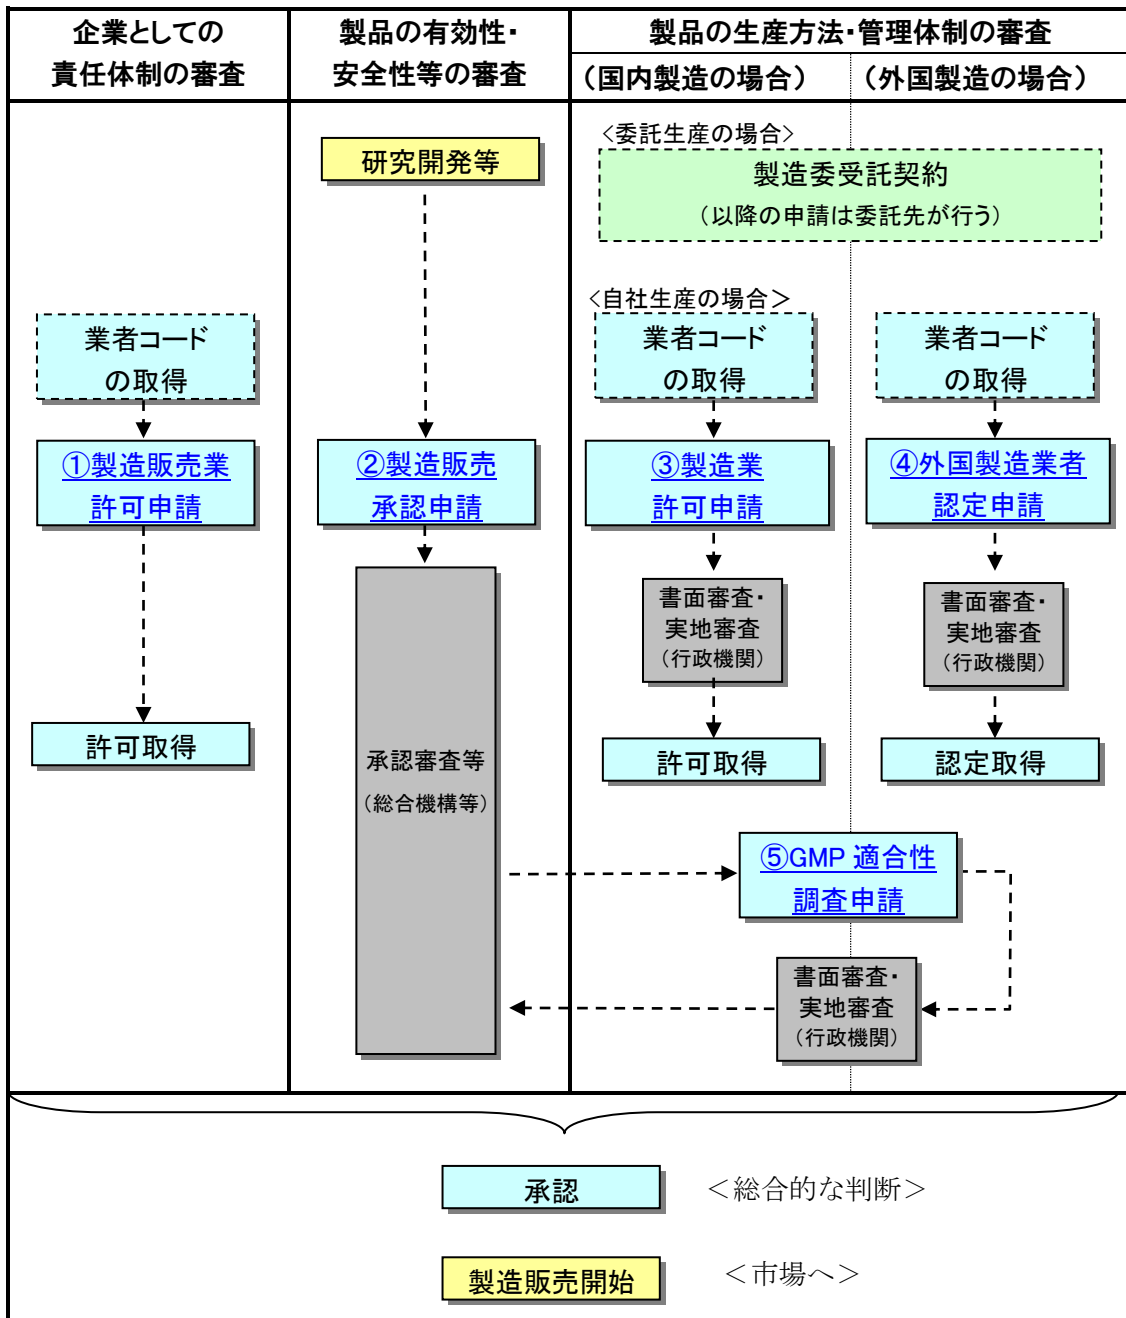 企業としての
責任体制の審査
製品の有効性・
安全性等の審査
製品の生産方法・管理体制の審査
（国内製造の場合）
（外国製造の場合）
<委託生産の場合>
研究開発等
製造委受託契約
（以降の申請は委託先が行う）
<自社生産の場合＞
業者コード
の取得
業者コード
の取得
業者コード
の取得
①製造販売業
許可申請
②製造販売
承認申請
③製造業
許可申請
④外国製造業者
認定申請
書面審査・
実地審査
（行政機関）
書面審査・
実地審査
（行政機関）
許可取得
承認審査等
（総合機構等）
許可取得
認定取得
⑤GMP 適合性
調査申請
書面審査・
実地審査
（行政機関）
承認
＜総合的な判断＞
製造販売開始
＜市場へ＞